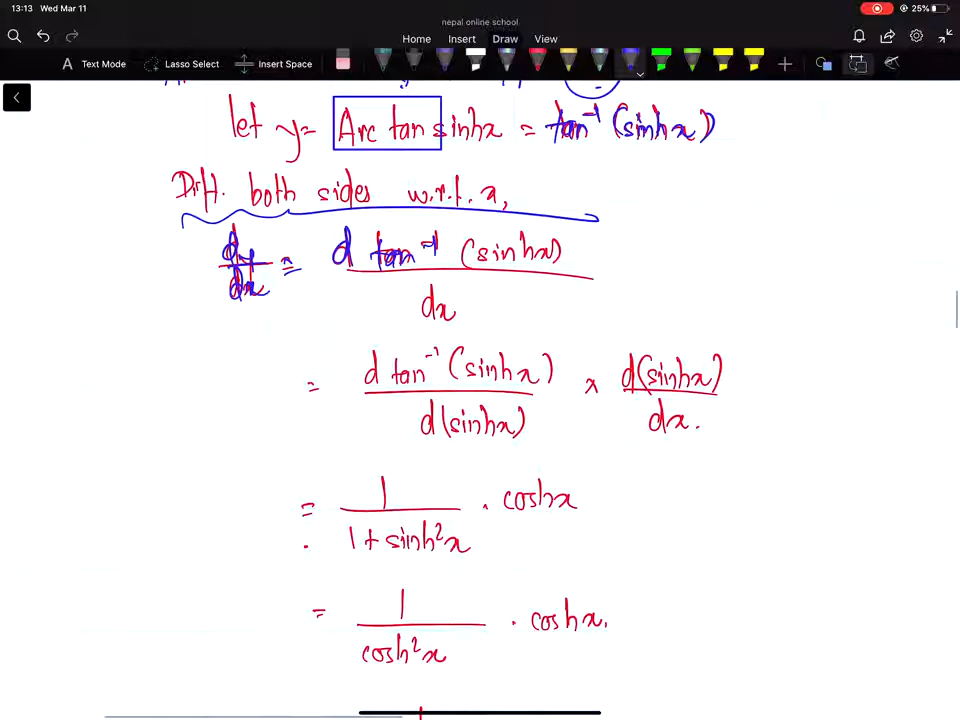 13:13 Wed Mar 11
25%
nepal online school
Home Insert Draw View
Text Mode Lasso Select Insert Space
let y = Arc tan sinhx = tan⁻¹ (sinhx)
Diff. both sides w.r.t. x,
dy/dx = d tan⁻¹ (sinhx) / dx
= d tan⁻¹ (sinhx) / d(sinhx) × d(sinhx) / dx.
= 1 / 1 + sinh²x . coshx
= 1 / cosh²x . coshx.